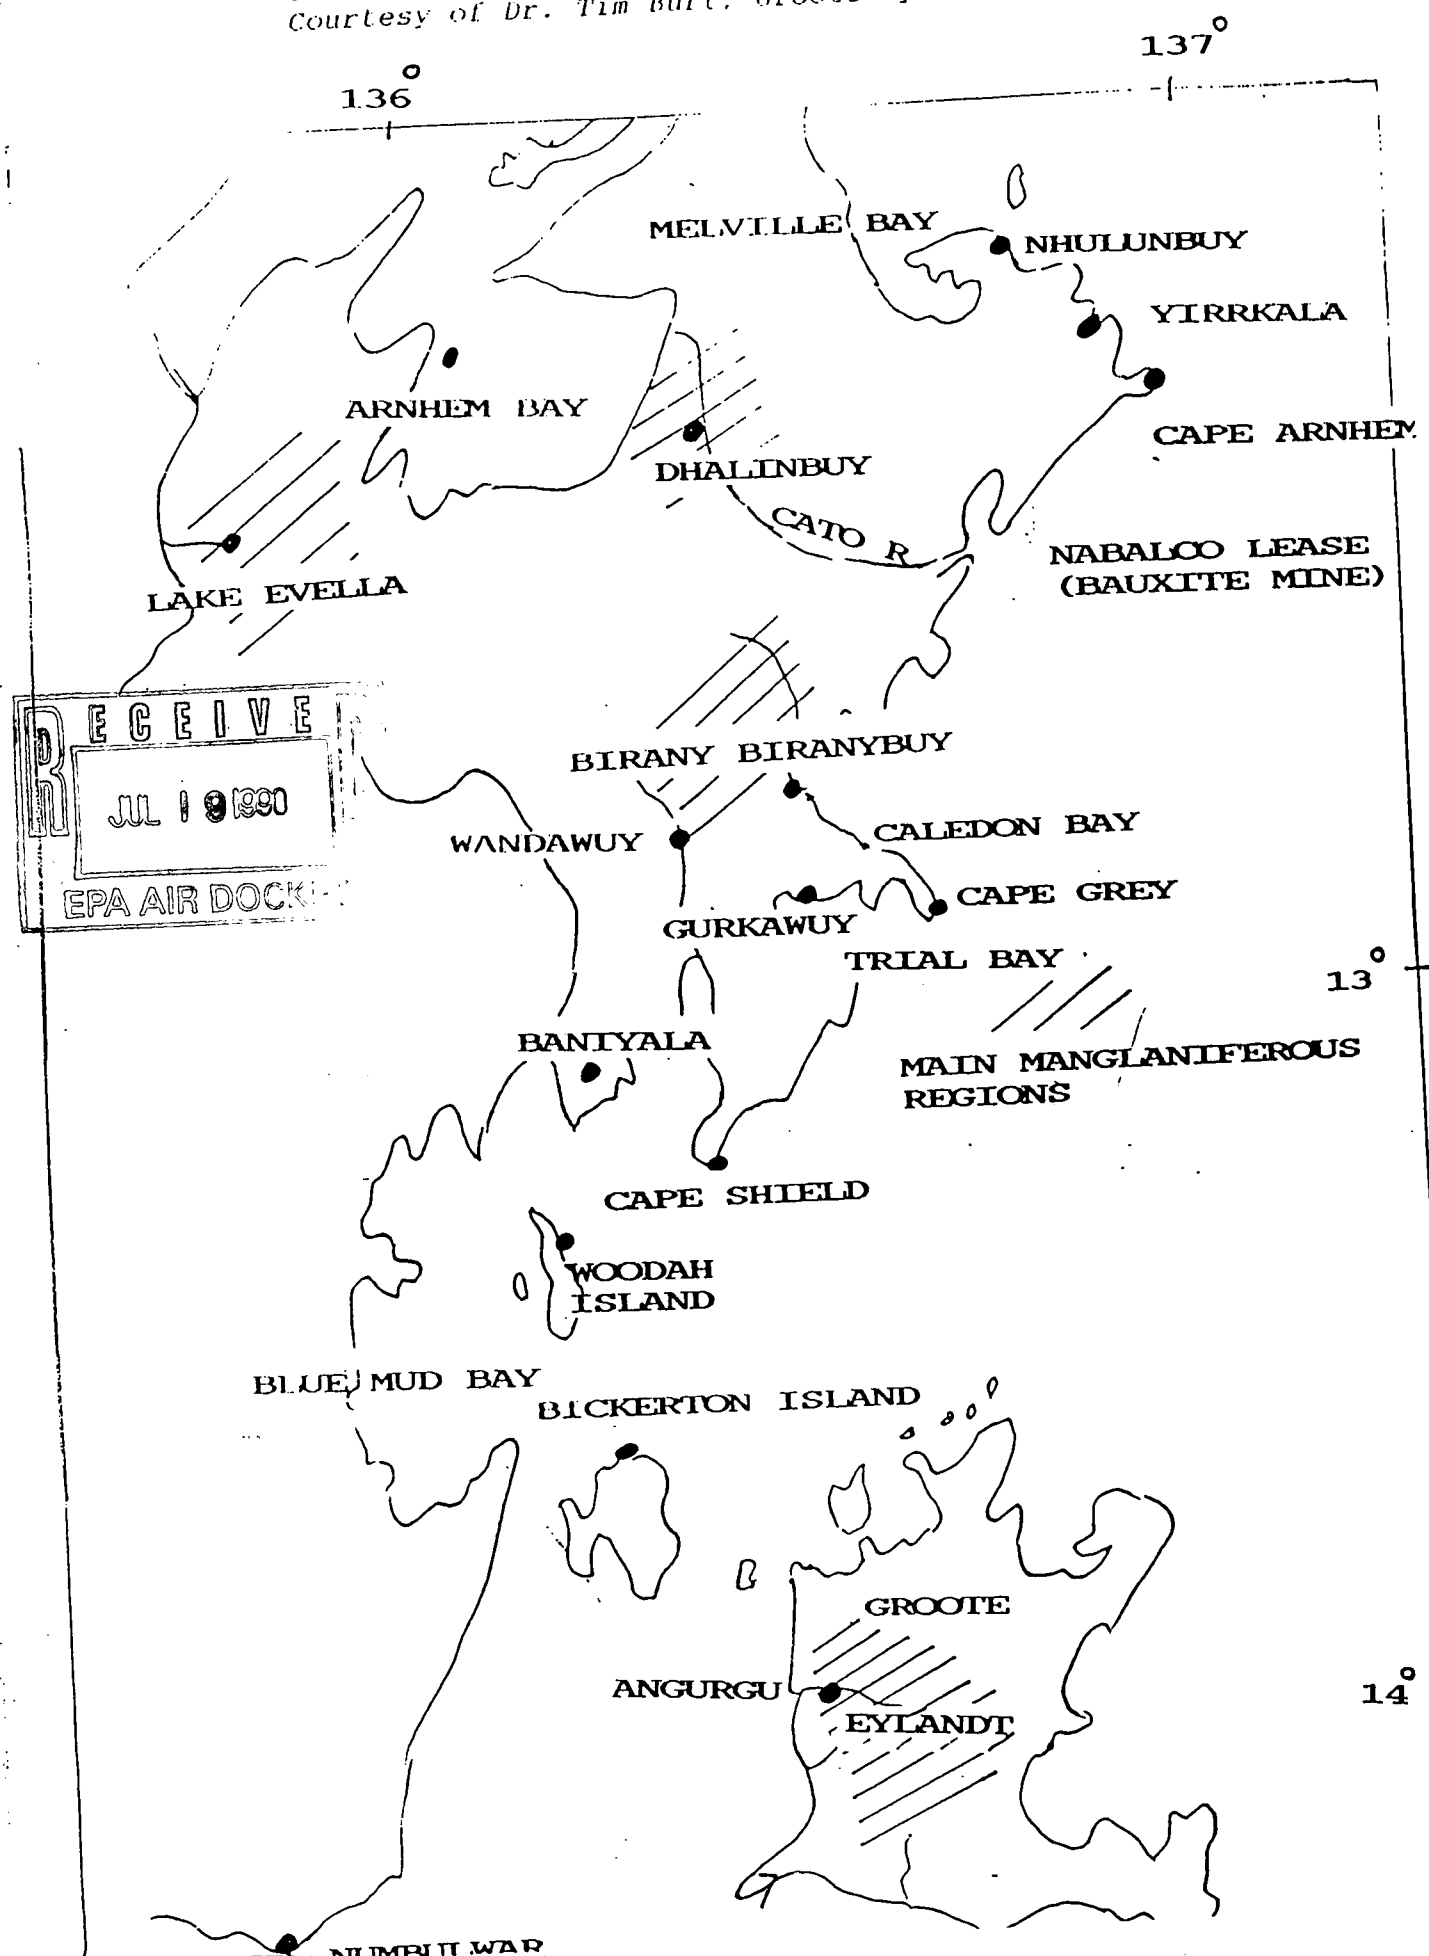 Courtesy of Dr. Tim Burt,
137°
136°
MELVILLE BAY
NHULUNBUY
YIRRKALA
ARNHEM BAY
CAPE ARNHEM
DHALINBUY
CATO R
NABALCO LEASE
(BAUXITE MINE)
LAKE EVELLA
RECEIVE
JUL 19 1990
EPA AIR
BIRANY BIRANYBUY
WANDAWUY
CALEDON BAY
CAPE GREY
GURKAWUY
TRIAL BAY
13°
BANIYALA
MAIN MANGLANIFEROUS
REGIONS
CAPE SHIELD
WOODAH
ISLAND
BLUE MUD BAY
BICKERTON ISLAND
GROOTE
ANGURGU
14°
EYLANDT
NUMBULWAR